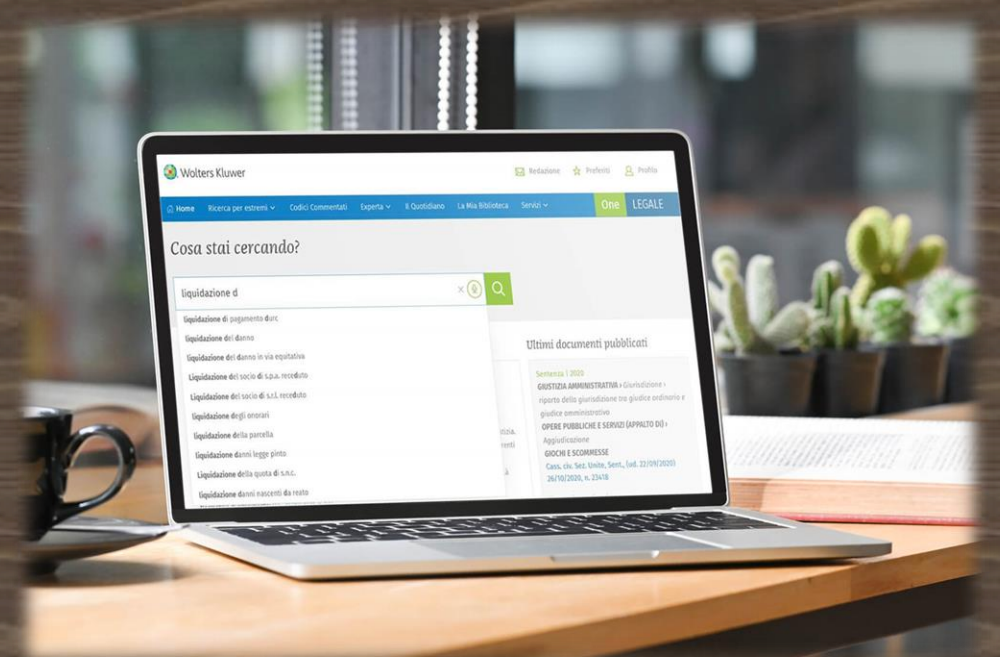 Wolters Kluwer
Redazione Preferiti Profilo
Home Ricerca per estremi Codici Commentati Experta Il Quotidiano La Mia Biblioteca Servizi One LEGALE
Cosa stai cercando?
liquidazione d
liquidazione di pagamento durc
liquidazione del danno
liquidazione del danno in via equitativa
Liquidazione del socio di s.p.a. receduto
Liquidazione del socio di s.r.l. receduto
liquidazione degli onorari
liquidazione della parcella
liquidazione danni legge pinto
Liquidazione della quota di s.n.c.
liquidazione danni nascenti da reato
Ultimi documenti pubblicati
Sentenza | 2020
GIUSTIZIA AMMINISTRATIVA › Giurisdizione ›
riparto della giurisdizione tra giudice ordinario e
giudice amministrativo
OPERE PUBBLICHE E SERVIZI (APPALTO DI) ›
Aggiudicazione
GIOCHI E SCOMMESSE
Cass. civ. Sez. Unite, Sent., (ud. 22/09/2020)
26/10/2020, n. 23418